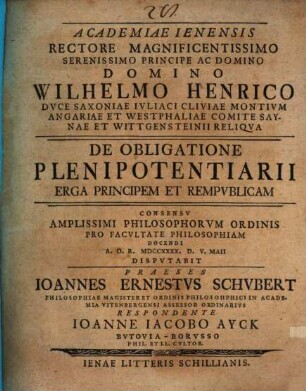 ACADEMIAE IENENSIS
RECTORE MAGNIFICENTISSIMO
SERENISSIMO PRINCIPE AC DOMINO
DOMINO
WILHELMO HENRICO
DVCE SAXONIAE IVLIACI CLIVIAE MONTIVM
ANGARIAE ET WESTPHALIAE COMITE SAY-
NAE ET WITTGENSTEINII RELIQVA
DE OBLIGATIONE
PLENIPOTENTIARII
ERGA PRINCIPEM ET REMPVBLICAM
CONSENSV
AMPLISSIMI PHILOSOPHORVM ORDINIS
PRO FACVLTATE PHILOSOPHIAM
DOCENDI
A. O. R. MDCCXXXX. D. V. MAII
DISPVTABIT
PRAESES
IOANNES ERNESTVS SCHVBERT
PHILOSOPHIAE MAGISTER ET ORDINIS PHILOSOPHICI IN ACADE-
MIA VITENBERGENSI ASSESSOR ORDINARIVS
RESPONDENTE
IOANNE IACOBO AYCK
BVTOVIA-BORVSSO
PHIL. ET LL. CVLTOR.
IENAE LITTERIS SCHILLIANIS.